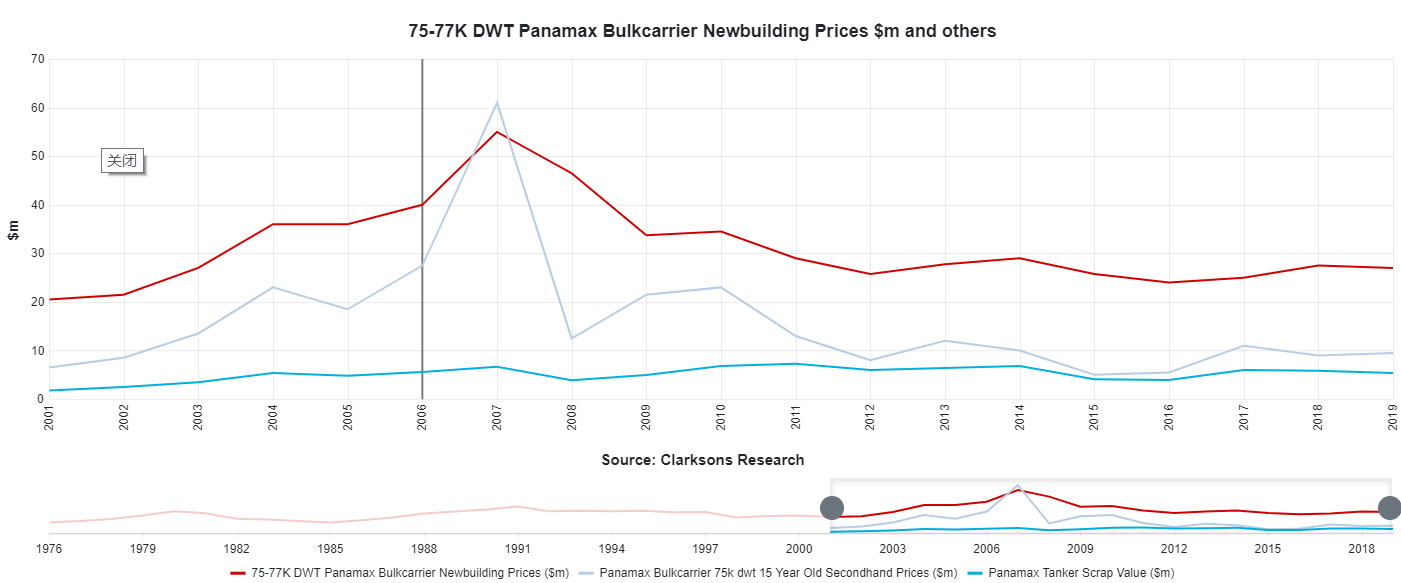 75-77K DWT Panamax Bulkcarrier Newbuilding Prices $m and others
70
60
50
40
30
20
10
0
$m
关闭
2001 2002 2003 2004 2005 2006 2007 2008 2009 2010 2011 2012 2013 2014 2015 2016 2017 2018 2019
Source: Clarksons Research
1976 1979 1982 1985 1988 1991 1994 1997 2000 2003 2006 2009 2012 2015 2018
75-77K DWT Panamax Bulkcarrier Newbuilding Prices ($m) Panamax Bulkcarrier 75k dwt 15 Year Old Secondhand Prices ($m) Panamax Tanker Scrap Value ($m)